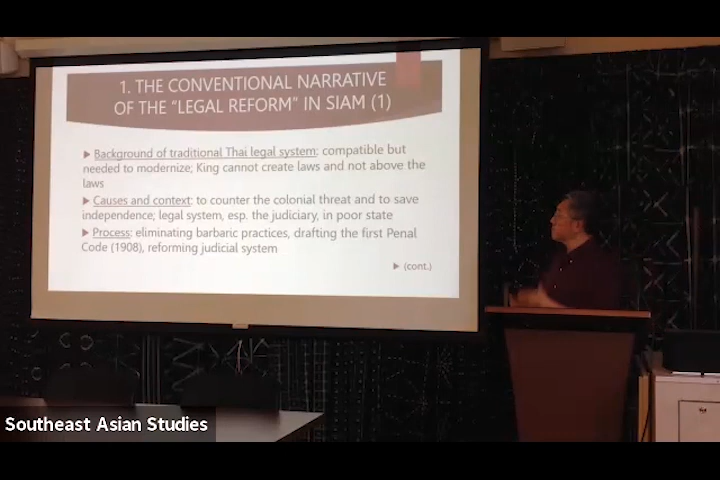 1. THE CONVENTIONAL NARRATIVE
OF THE “LEGAL REFORM” IN SIAM (1)
▶ Background of traditional Thai legal system: compatible but
needed to modernize; King cannot create laws and not above the
laws
▶ Causes and context: to counter the colonial threat and to save
independence; legal system, esp. the judiciary, in poor state
▶ Process: eliminating barbaric practices, drafting the first Penal
Code (1908), reforming judicial system
▶ (cont.)
Southeast Asian Studies